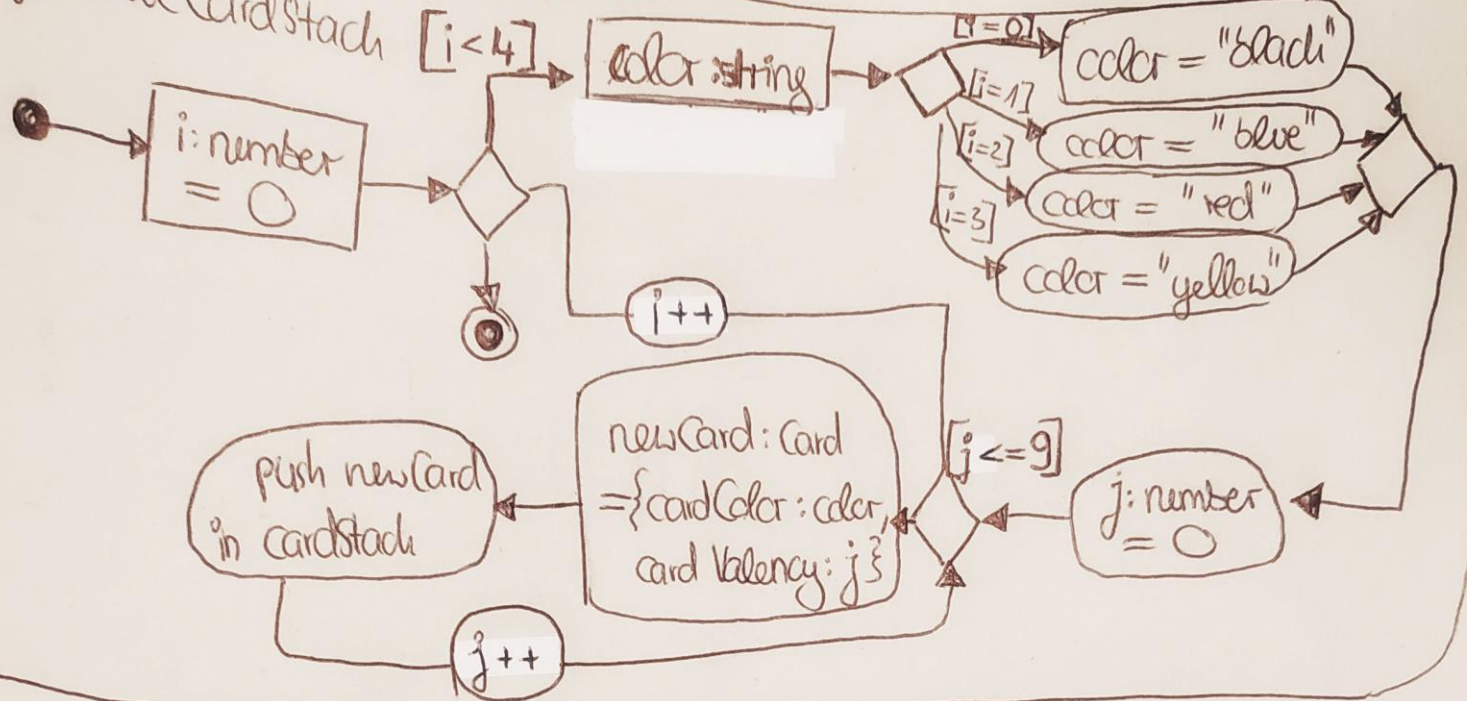 CardStack
[i<4]
color:string
[i=0]
color = "black"
[i=1]
color = "blue"
[i=2]
color = "red"
[i=3]
color = "yellow"
i:number
= 0
i++
newCard: Card
={cardColor: color,
card Valency: j}
push newCard
in cardStack
[j<=9]
j: number
= 0
j++